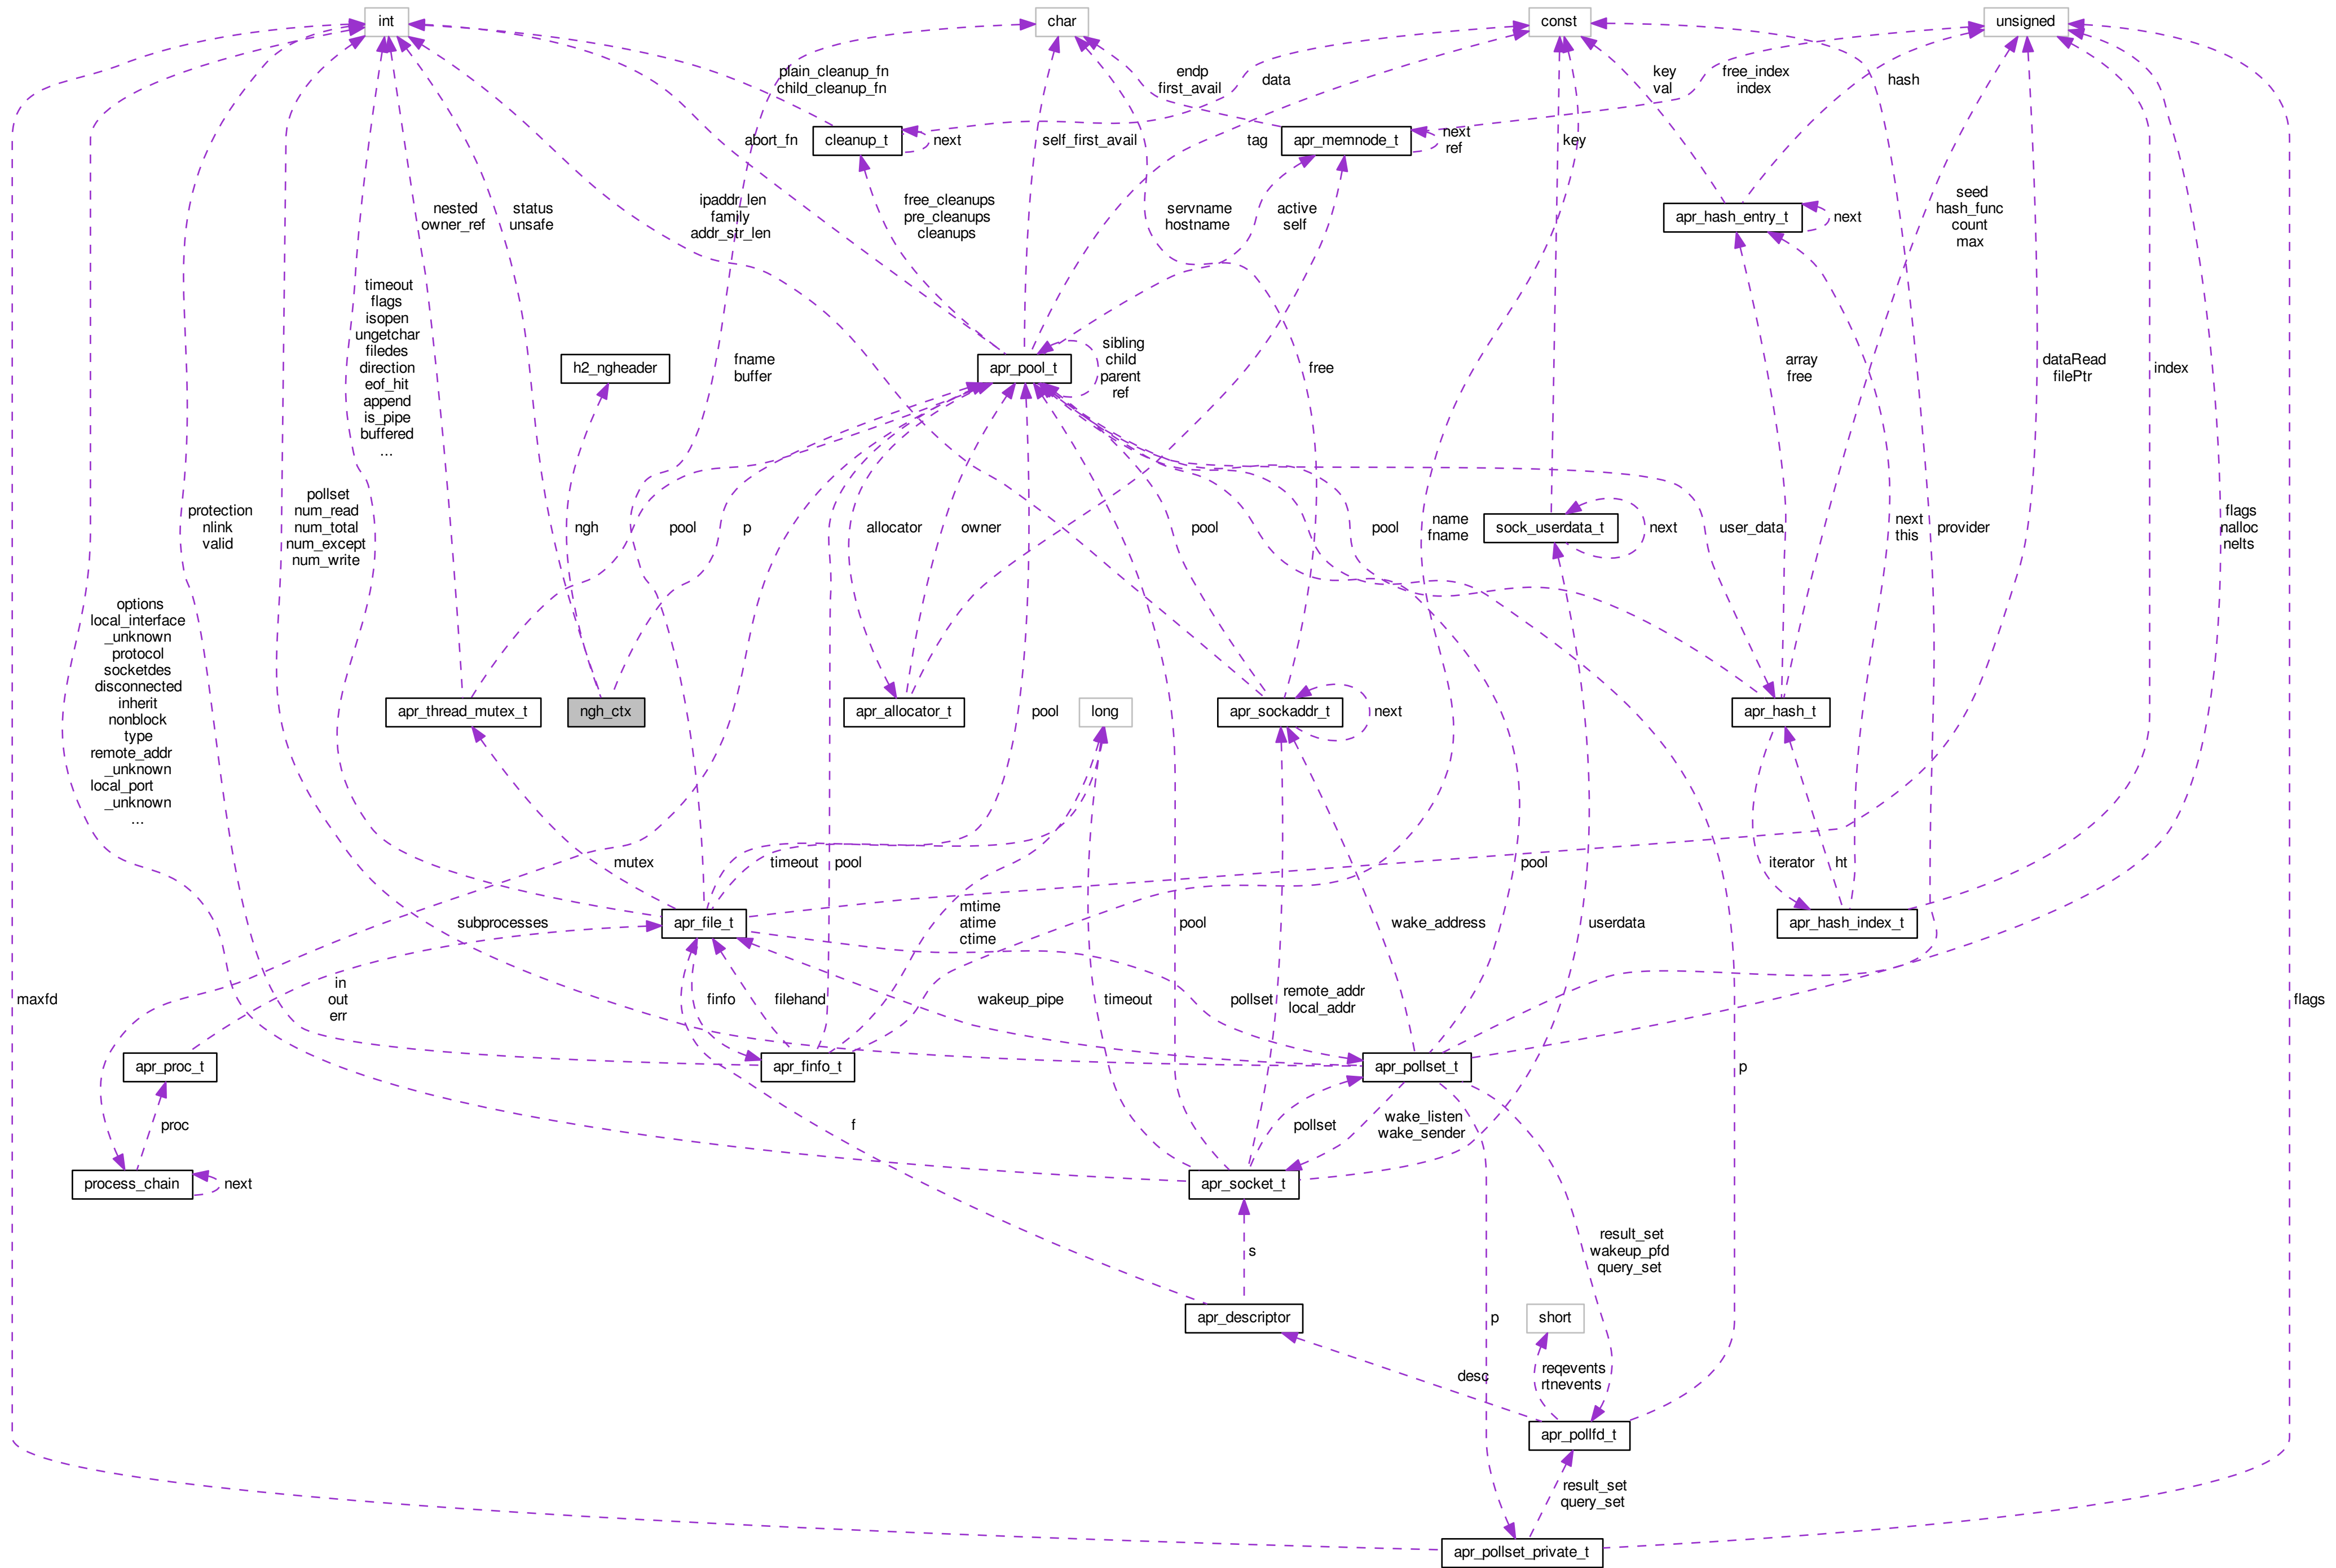 int
char
const
unsigned
plain_cleanup_fn
child_cleanup_fn
endp
first_avail
data
key
val
free_index
index
hash
cleanup_t
next
abort_fn
self_first_avail
tag
apr_memnode_t
next
ref
key
nested
owner_ref
status
unsafe
ipaddr_len
family
addr_str_len
free_cleanups
pre_cleanups
cleanups
servname
hostname
active
self
apr_hash_entry_t
next
seed
hash_func
count
max
timeout
flags
isopen
ungetchar
filedes
direction
eof_hit
append
is_pipe
buffered
...
h2_ngheader
fname
buffer
apr_pool_t
sibling
child
parent
ref
free
array
free
dataRead
filePtr
index
protection
nlink
valid
pollset
num_read
num_total
num_except
num_write
ngh
pool
p
allocator
owner
pool
pool
name
fname
sock_userdata_t
next
user_data
next
this
provider
flags
nalloc
nelts
options
local_interface
_unknown
protocol
socketdes
disconnected
inherit
nonblock
type
remote_addr
_unknown
local_port
_unknown
...
apr_thread_mutex_t
ngh_ctx
apr_allocator_t
pool
long
apr_sockaddr_t
next
apr_hash_t
mutex
timeout
pool
pool
iterator
ht
subprocesses
apr_file_t
mtime
atime
ctime
pool
wake_address
userdata
apr_hash_index_t
maxfd
in
out
err
finfo
filehand
wakeup_pipe
timeout
pollset
remote_addr
local_addr
flags
apr_proc_t
apr_finfo_t
apr_pollset_t
p
proc
f
pollset
wake_listen
wake_sender
process_chain
next
apr_socket_t
s
result_set
wakeup_pfd
query_set
apr_descriptor
p
short
desc
reqevents
rtnevents
apr_pollfd_t
result_set
query_set
apr_pollset_private_t